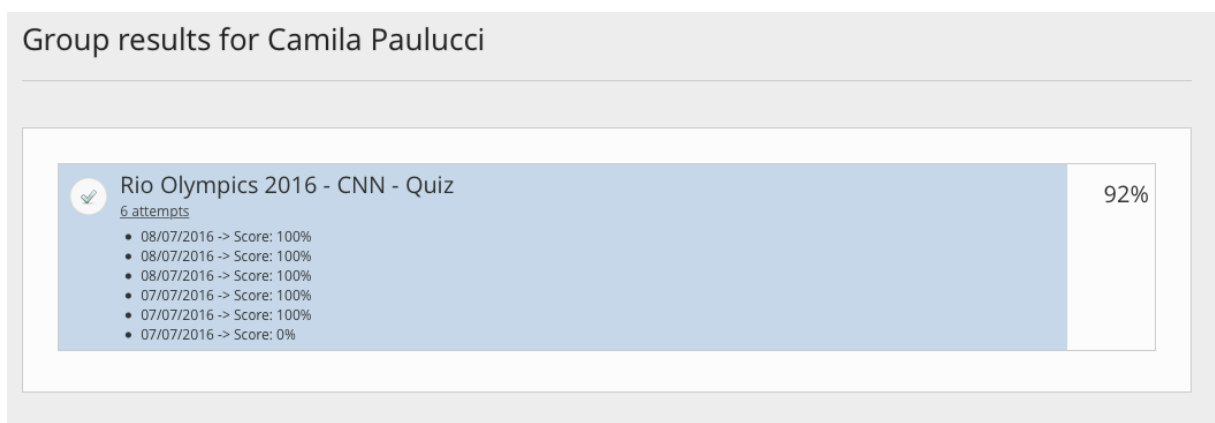 Group results for Camila Paulucci
Rio Olympics 2016 - CNN - Quiz
92%
6 attempts
• 08/07/2016 -> Score: 100%
• 08/07/2016 -> Score: 100%
• 08/07/2016 -> Score: 100%
• 07/07/2016 -> Score: 100%
• 07/07/2016 -> Score: 100%
• 07/07/2016 -> Score: 0%